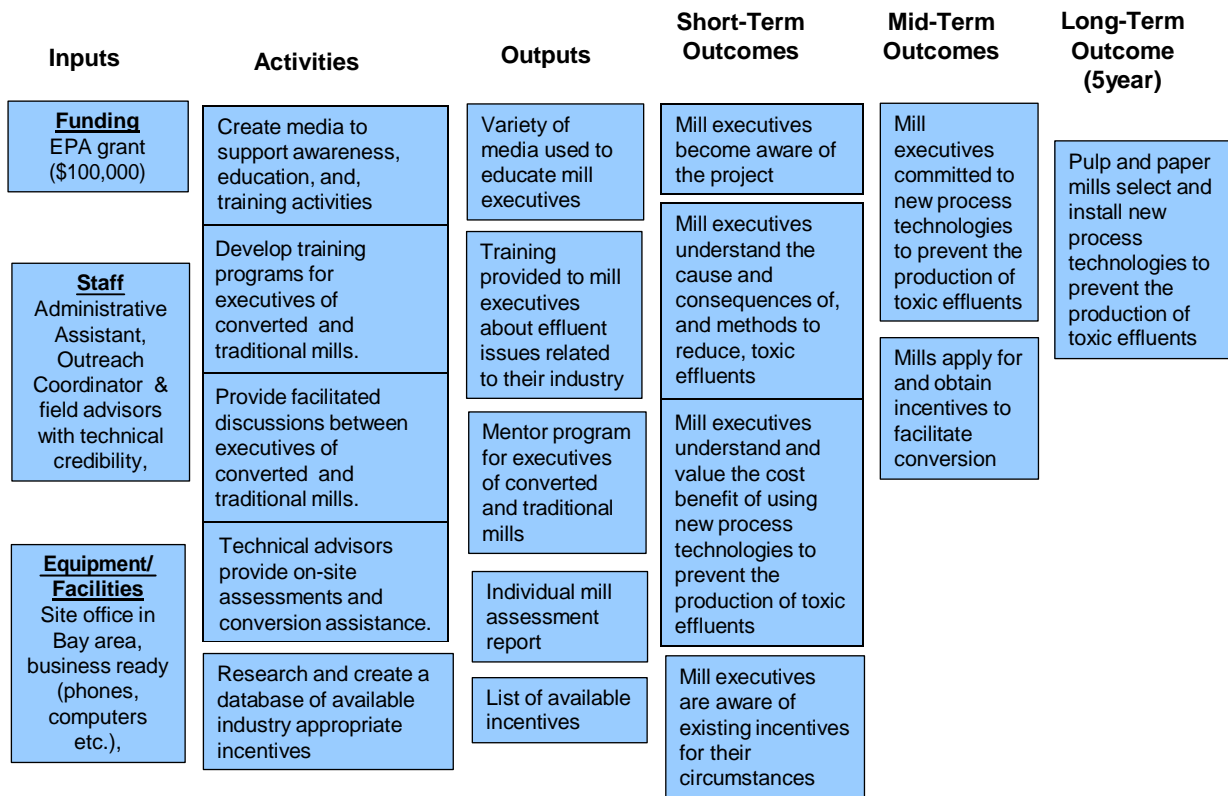 Inputs
Activities
Outputs
Short-Term
Outcomes
Mid-Term
Outcomes
Long-Term
Outcome
(5year)
Funding
EPA grant
($100,000)
Staff
Administrative
Assistant,
Outreach
Coordinator &
field advisors
with technical
credibility,
Equipment/
Facilities
Site office in
Bay area,
business ready
(phones,
computers
etc.),
Create media to
support awareness,
education, and,
training activities
Develop training
programs for
executives of
converted and
traditional mills.
Provide facilitated
discussions between
executives of
converted and
traditional mills.
Technical advisors
provide on-site
assessments and
conversion assistance.
Research and create a
database of available
industry appropriate
incentives
Variety of
media used to
educate mill
executives
Training
provided to mill
executives
about effluent
issues related
to their industry
Mentor program
for executives
of converted
and traditional
mills
Individual mill
assessment
report
List of available
incentives
Mill executives
become aware of
the project
Mill executives
understand the
cause and
consequences of,
and methods to
reduce, toxic
effluents
Mill executives
understand and
value the cost
benefit of using
new process
technologies to
prevent the
production of toxic
effluents
Mill executives
are aware of
existing incentives
for their
circumstances
Mill
executives
committed to
new process
technologies
to prevent the
production of
toxic effluents
Mills apply for
and obtain
incentives to
facilitate
conversion
Pulp and paper
mills select and
install new
process
technologies to
prevent the
production of
toxic effluents